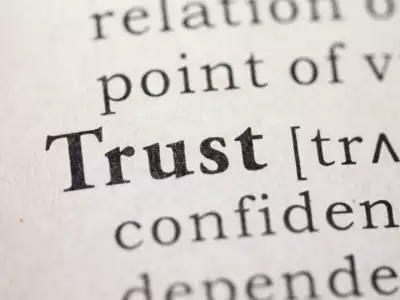 relation o
point of v
Trust [trʌ
confiden
depende